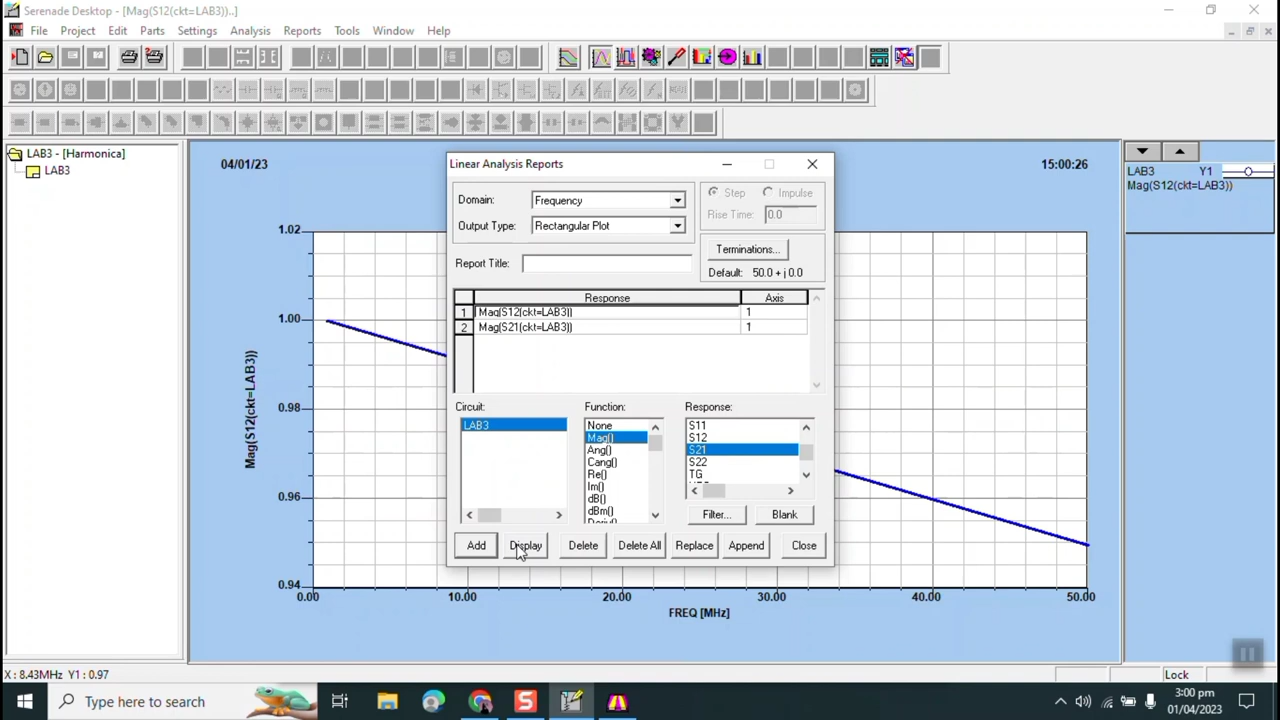 Serenade Desktop - [Mag(S12(ckt=LAB3))..]
File Project Edit Parts Settings Analysis Reports Tools Window Help
LAB3 - [Harmonica]
LAB3
04/01/23
15:00:26
LAB3 Y1
Mag(S12(ckt=LAB3))
Mag(S12(ckt=LAB3))
1.02
1.00
0.98
0.96
0.94
0.00 10.00 20.00 30.00 40.00 50.00
FREQ [MHz]
Linear Analysis Reports
Domain: Frequency
Output Type: Rectangular Plot
Step Impulse
Rise Time: 0.0
Terminations...
Default: 50.0 + j 0.0
Report Title:
Response Axis
1 Mag(S12(ckt=LAB3)) 1
2 Mag(S21(ckt=LAB3)) 1
Circuit: Function: Response:
LAB3
None
Mag()
Ang()
Cang()
Re()
Im()
dB()
dBm()
Deriv()
S11
S12
S21
S22
TG
Filter... Blank
Add Display Delete Delete All Replace Append Close
X : 8.43MHz Y1 : 0.97
Lock
Type here to search
3:00 pm
01/04/2023